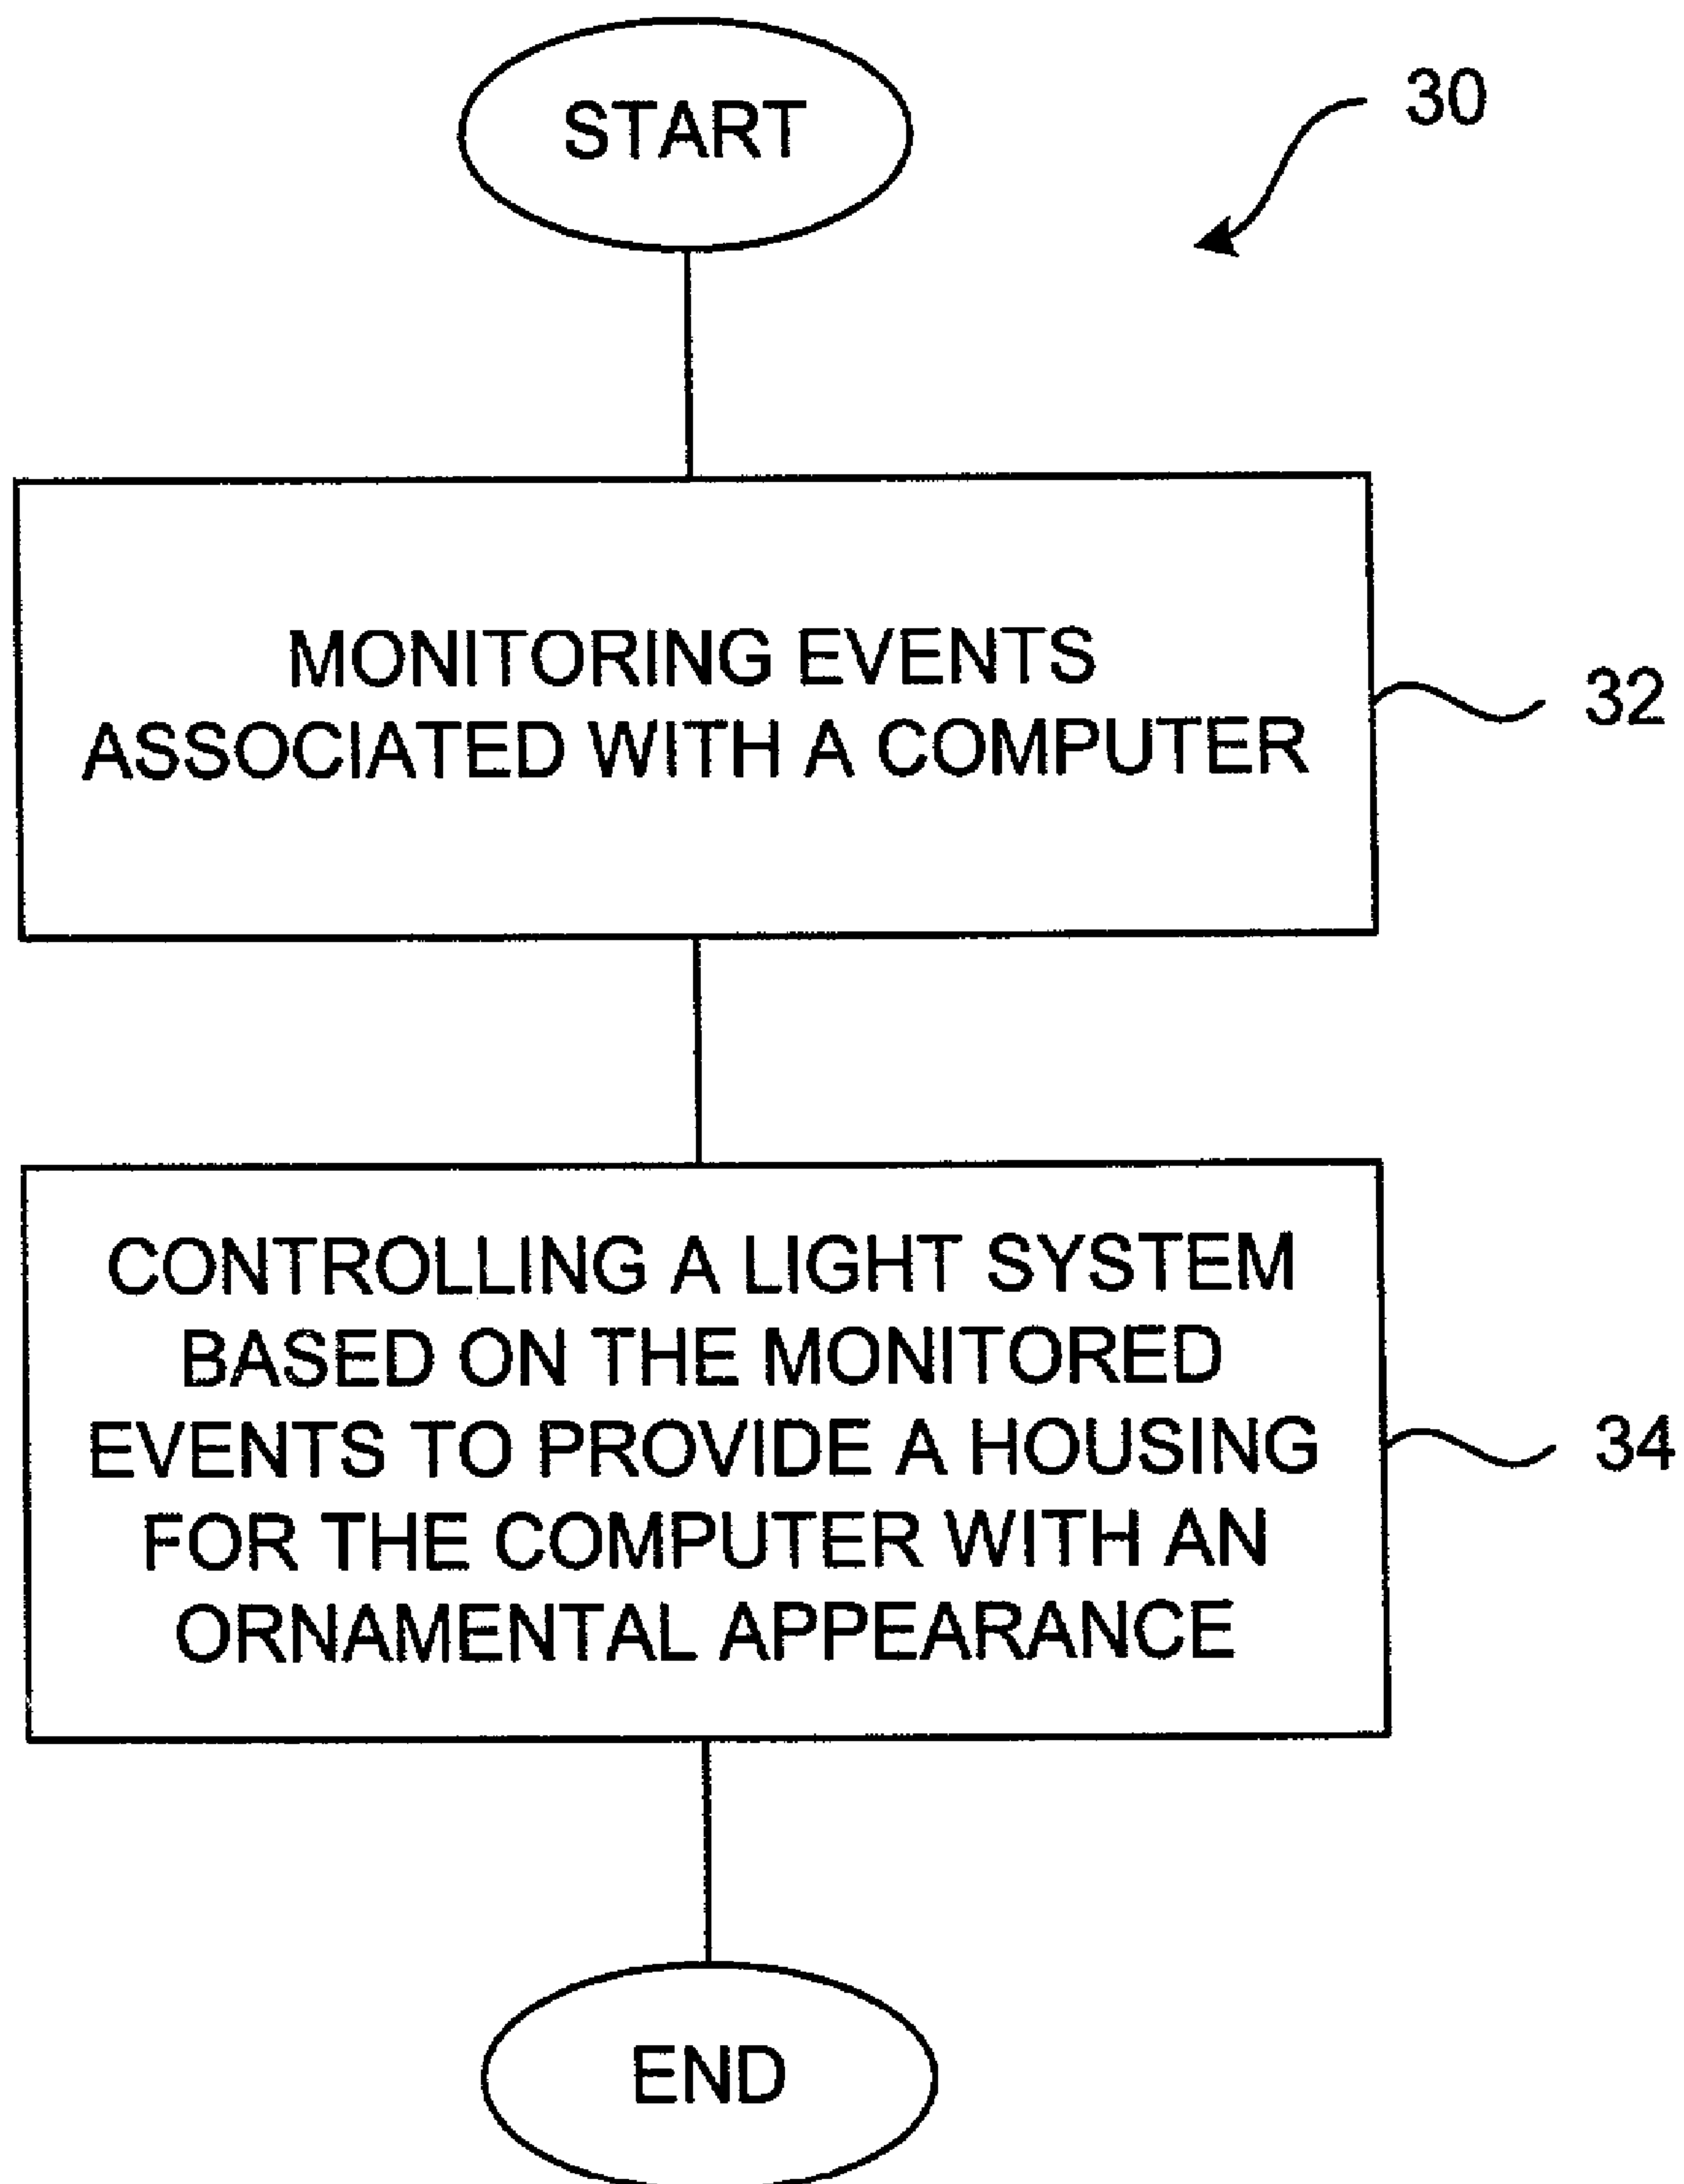 START
30
MONITORING EVENTS
ASSOCIATED WITH A COMPUTER
32
CONTROLLING A LIGHT SYSTEM
BASED ON THE MONITORED
EVENTS TO PROVIDE A HOUSING
FOR THE COMPUTER WITH AN
ORNAMENTAL APPEARANCE
34
END